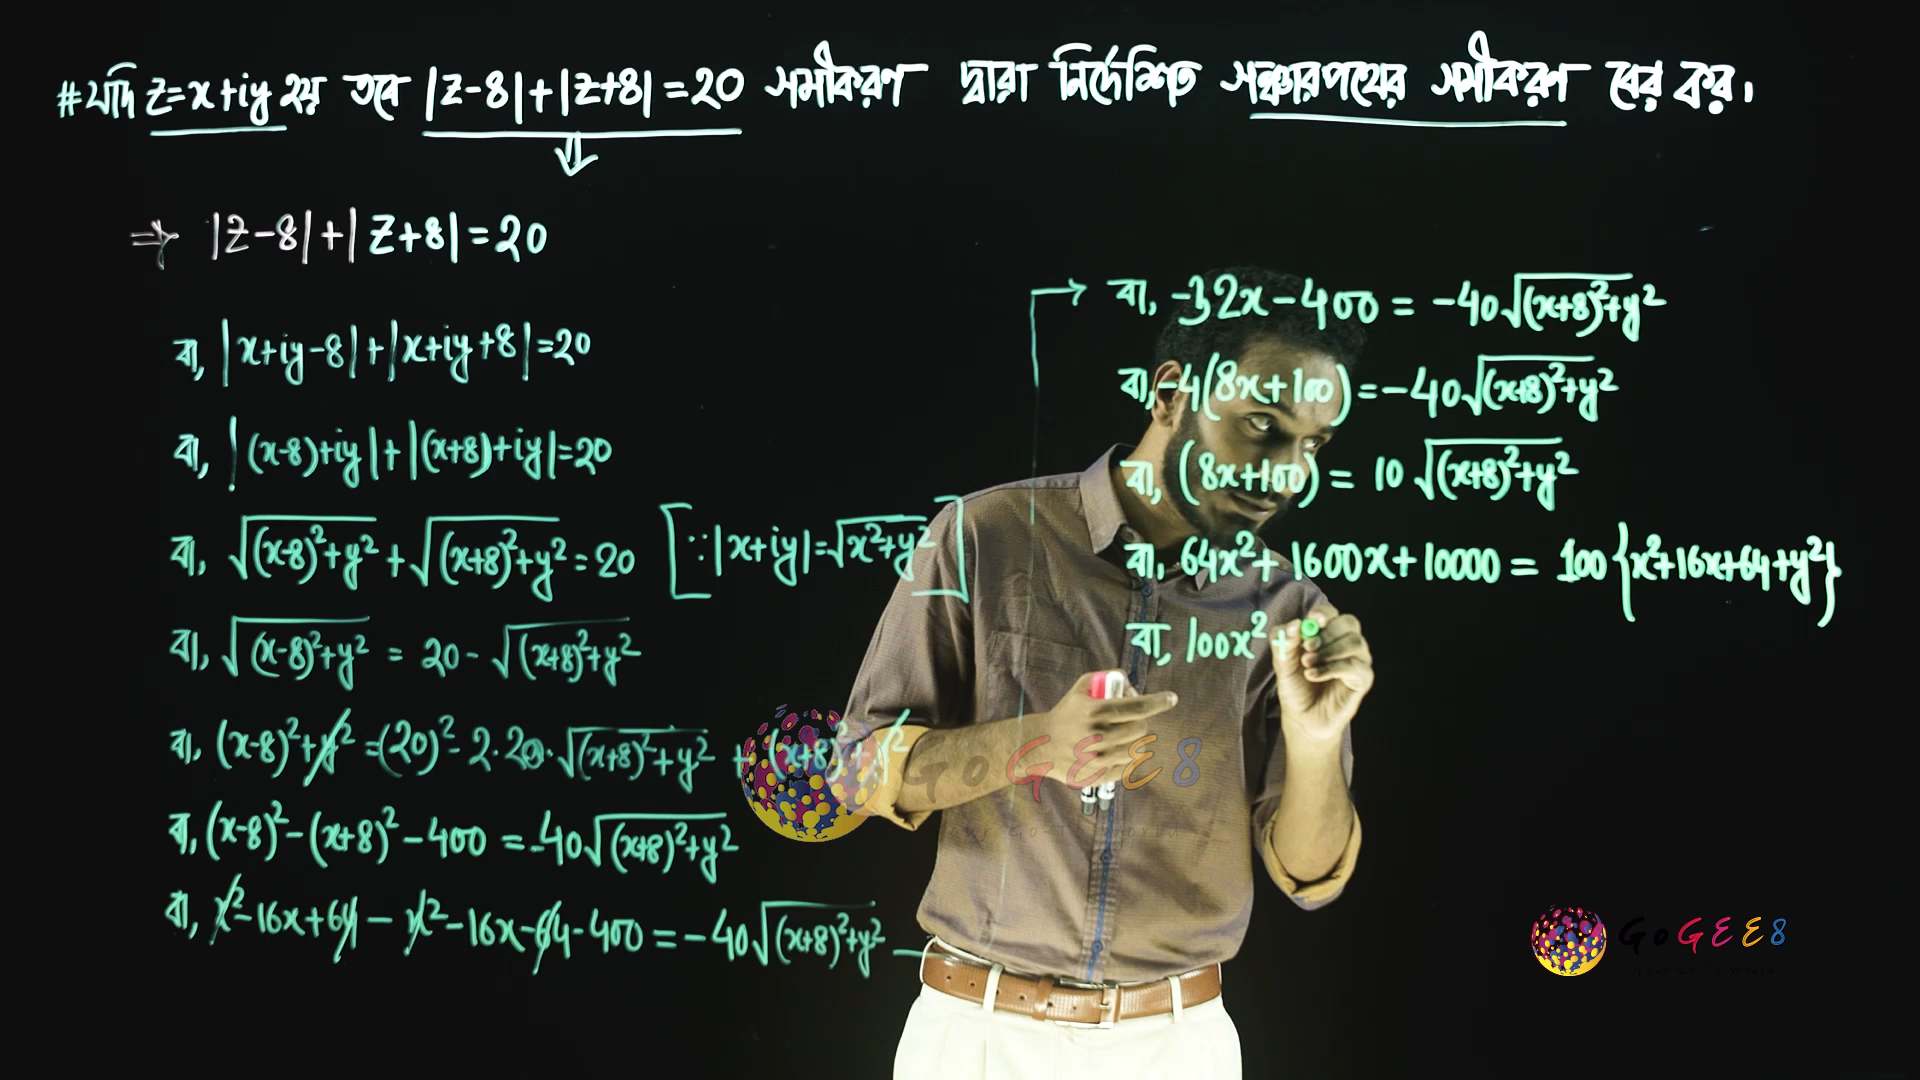 #যদি z=x+iy হয় তবে |z-8|+|z+8|=20 সমীকরণ দ্বারা নির্দেশিত সঞ্চারপথের সমীকরণ বের কর।
⇒ |z-8|+|z+8|=20
বা, |x+iy-8|+|x+iy+8|=20
বা, |(x-8)+iy|+|(x+8)+iy|=20
বা, √((x-8)²+y²) + √((x+8)²+y²) = 20 [∵|x+iy|=√(x²+y²)]
বা, √((x-8)²+y²) = 20 - √((x+8)²+y²)
বা, (x-8)²+y² = (20)² - 2·20·√((x+8)²+y²) + (x+8)²+y²
বা, (x-8)² - (x+8)² - 400 = -40√((x+8)²+y²)
বা, x²-16x+64 - x²-16x-64-400 = -40√((x+8)²+y²)
→ বা, -32x-400 = -40√((x+8)²+y²)
বা, -4(8x+100) = -40√((x+8)²+y²)
বা, (8x+100) = 10√((x+8)²+y²)
বা, 64x²+1600x+10000 = 100{x²+16x+64+y²}
বা, 100x²+
GoGEE8
GoGEE8